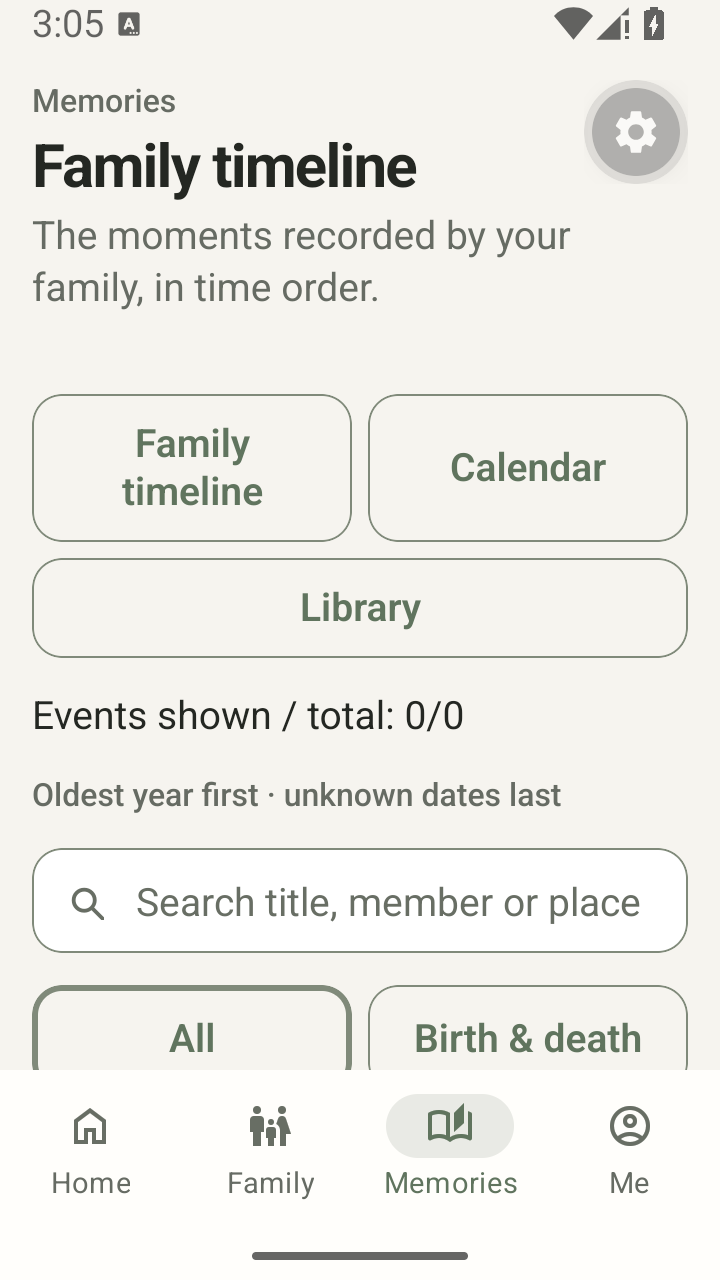 3:05
Memories
Family timeline
The moments recorded by your
family, in time order.
Family
timeline
Calendar
Library
Events shown / total: 0/0
Oldest year first · unknown dates last
Search title, member or place
All
Birth & death
Home
Family
Memories
Me